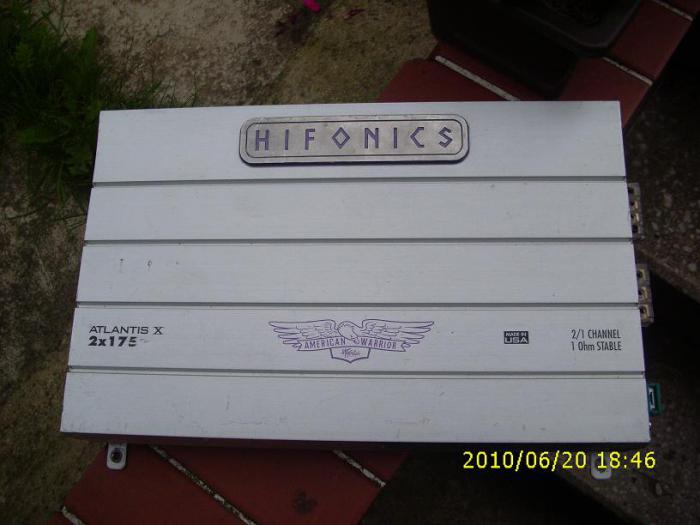 HIFONICS
ATLANTIS X
2x175
AMERICAN WARRIOR
MADE IN
USA
2/1 CHANNEL
1 Ohm STABLE
2010/06/20 18:46